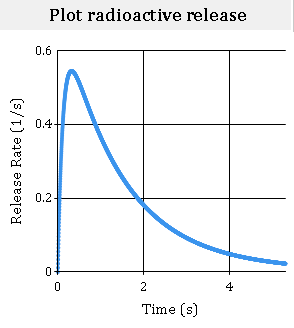 Plot radioactive release
0.6
0.4
0.2
0
0 2 4
Release Rate (1/s)
Time (s)